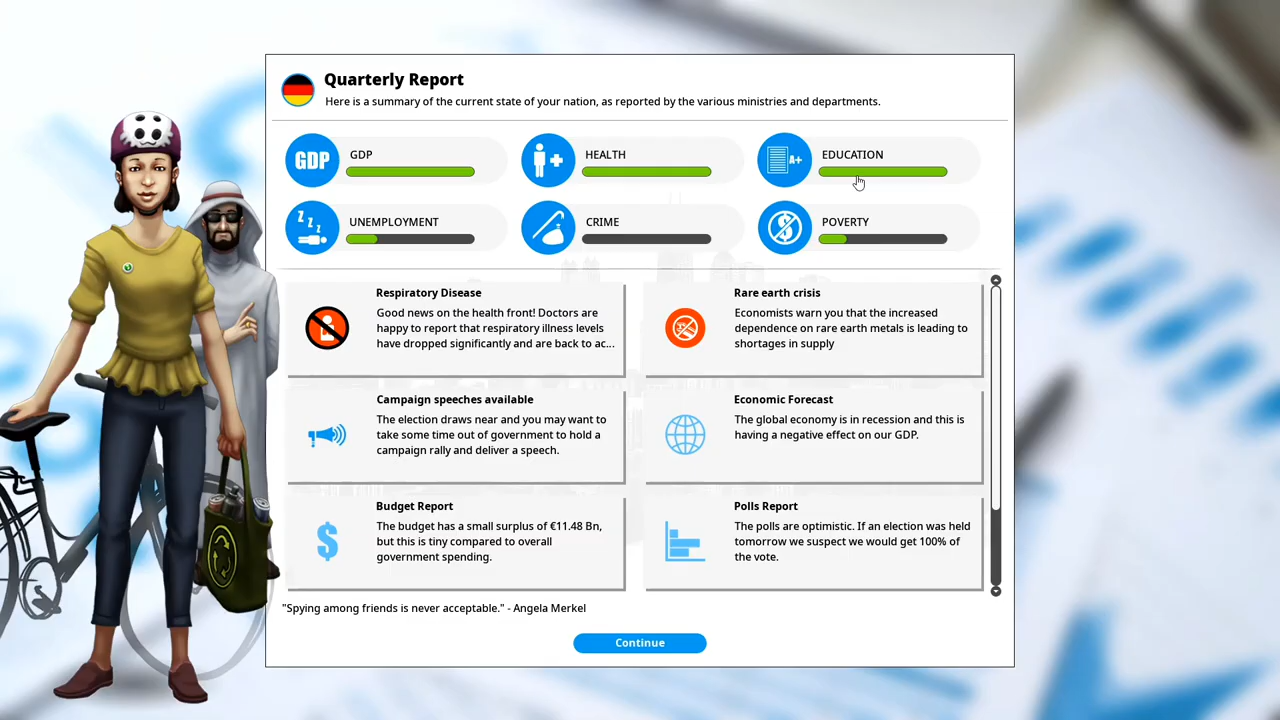 Quarterly Report
Here is a summary of the current state of your nation, as reported by the various ministries and departments.
GDP GDP
HEALTH
A+ EDUCATION
Z Z Z UNEMPLOYMENT
CRIME
$ POVERTY
Respiratory Disease
Good news on the health front! Doctors are
happy to report that respiratory illness levels
have dropped significantly and are back to ac...
Rare earth crisis
Economists warn you that the increased
dependence on rare earth metals is leading to
shortages in supply
Campaign speeches available
The election draws near and you may want to
take some time out of government to hold a
campaign rally and deliver a speech.
Economic Forecast
The global economy is in recession and this is
having a negative effect on our GDP.
Budget Report
The budget has a small surplus of €11.48 Bn,
but this is tiny compared to overall
government spending.
$
Polls Report
The polls are optimistic. If an election was held
tomorrow we suspect we would get 100% of
the vote.
"Spying among friends is never acceptable." - Angela Merkel
Continue